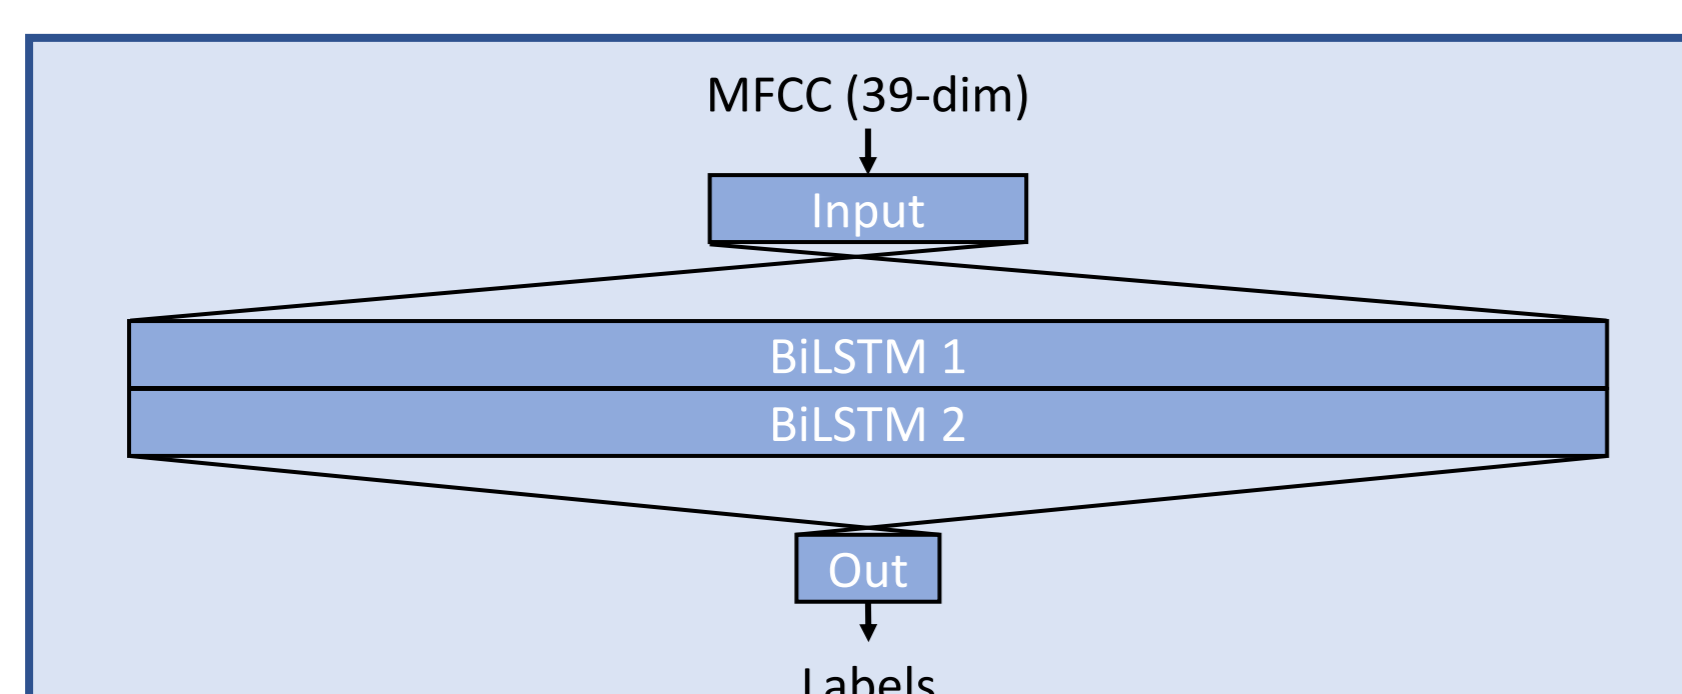 MFCC (39-dim)
Input
BiLSTM 1
BiLSTM 2
Out
Labels